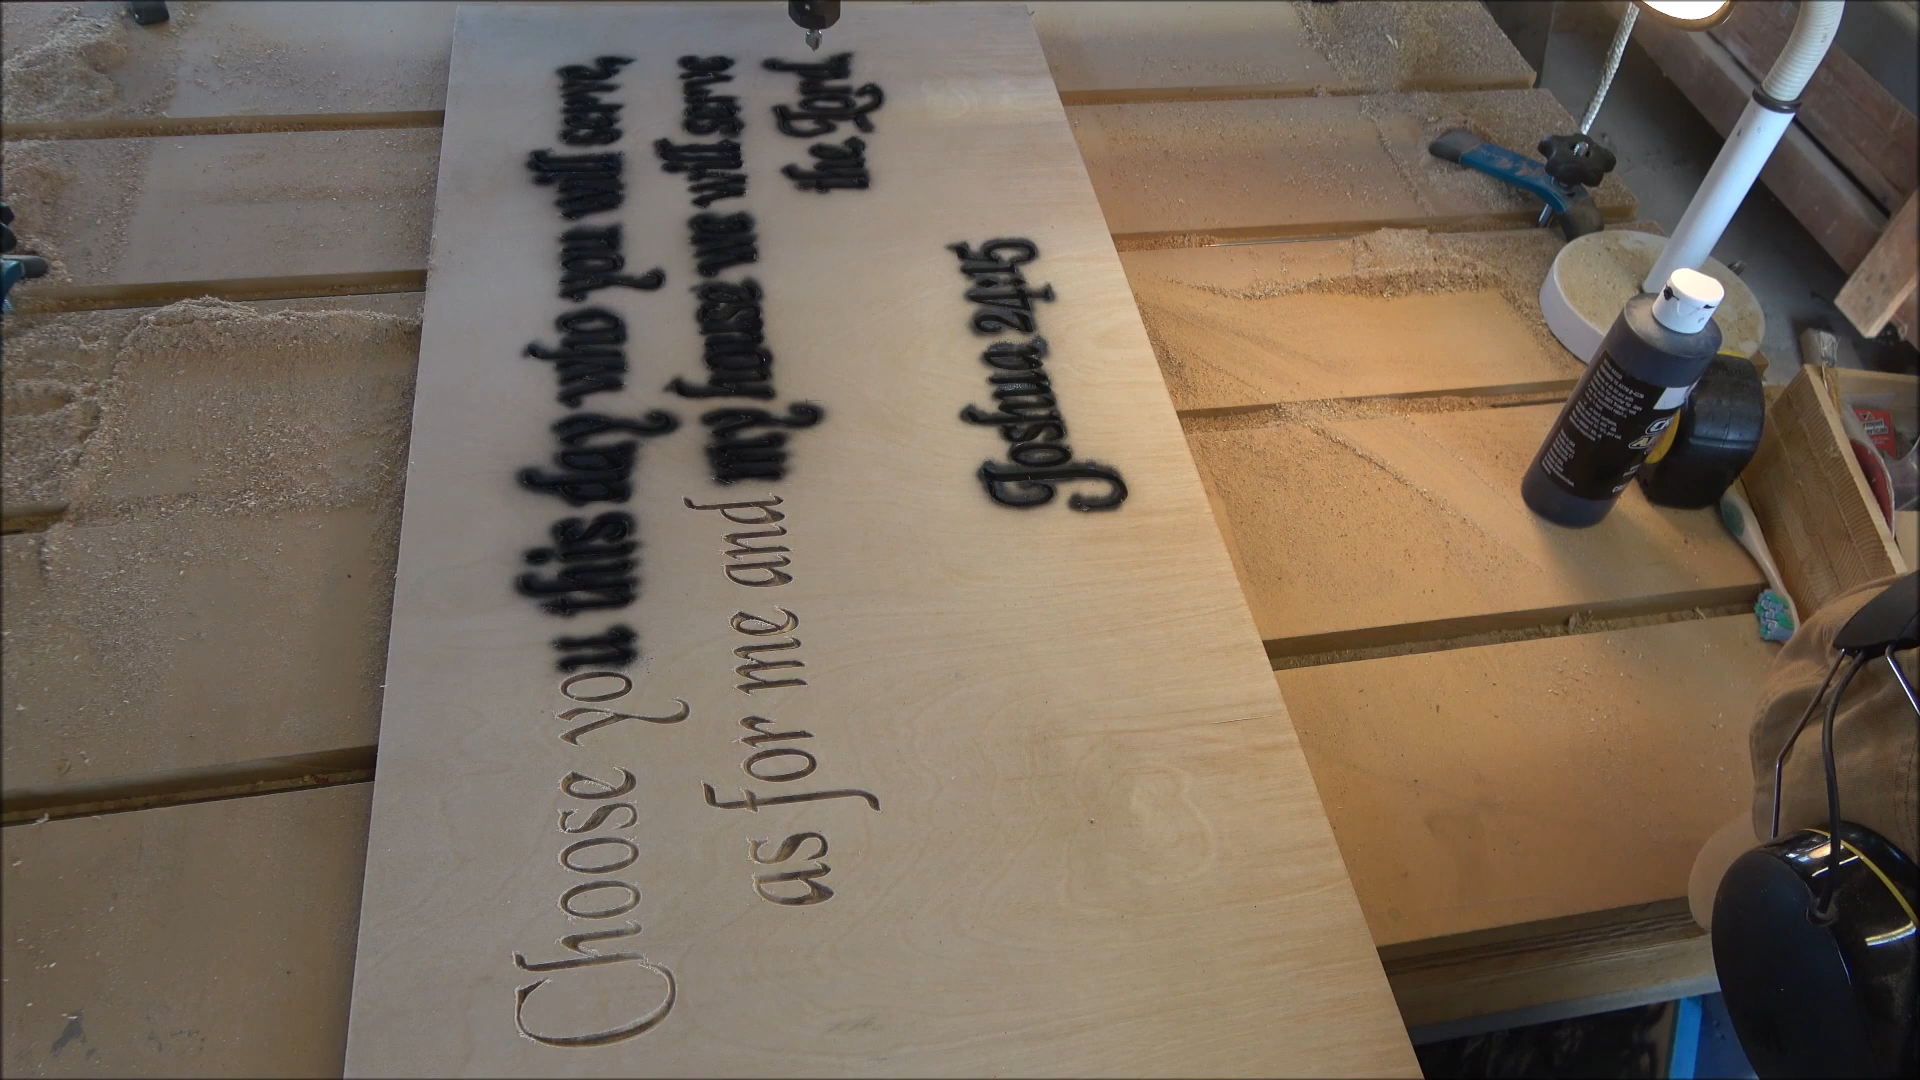 Choose you this day who you will serve,
as for me and my house we will serve
the Lord
Joshua 24:15